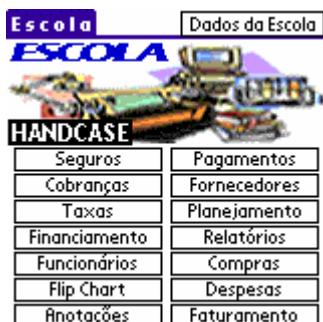 Escola Dados da Escola
ESCOLA
HANDCASE
Seguros Pagamentos
Cobranças Fornecedores
Taxas Planejamento
Financiamento Relatórios
Funcionários Compras
Flip Chart Despesas
Anotações Faturamento